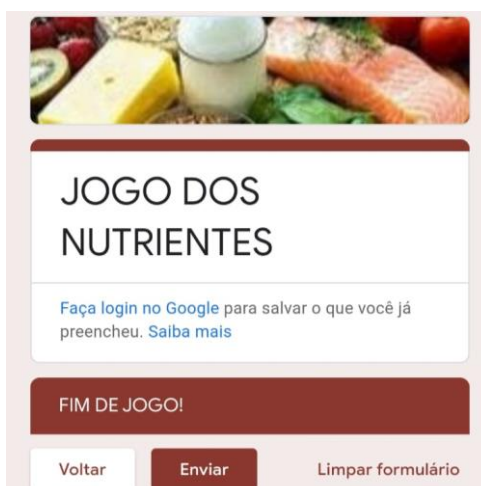 JOGO DOS
NUTRIENTES
Faça login no Google para salvar o que você já
preencheu. Saiba mais
FIM DE JOGO!
Voltar Enviar Limpar formulário